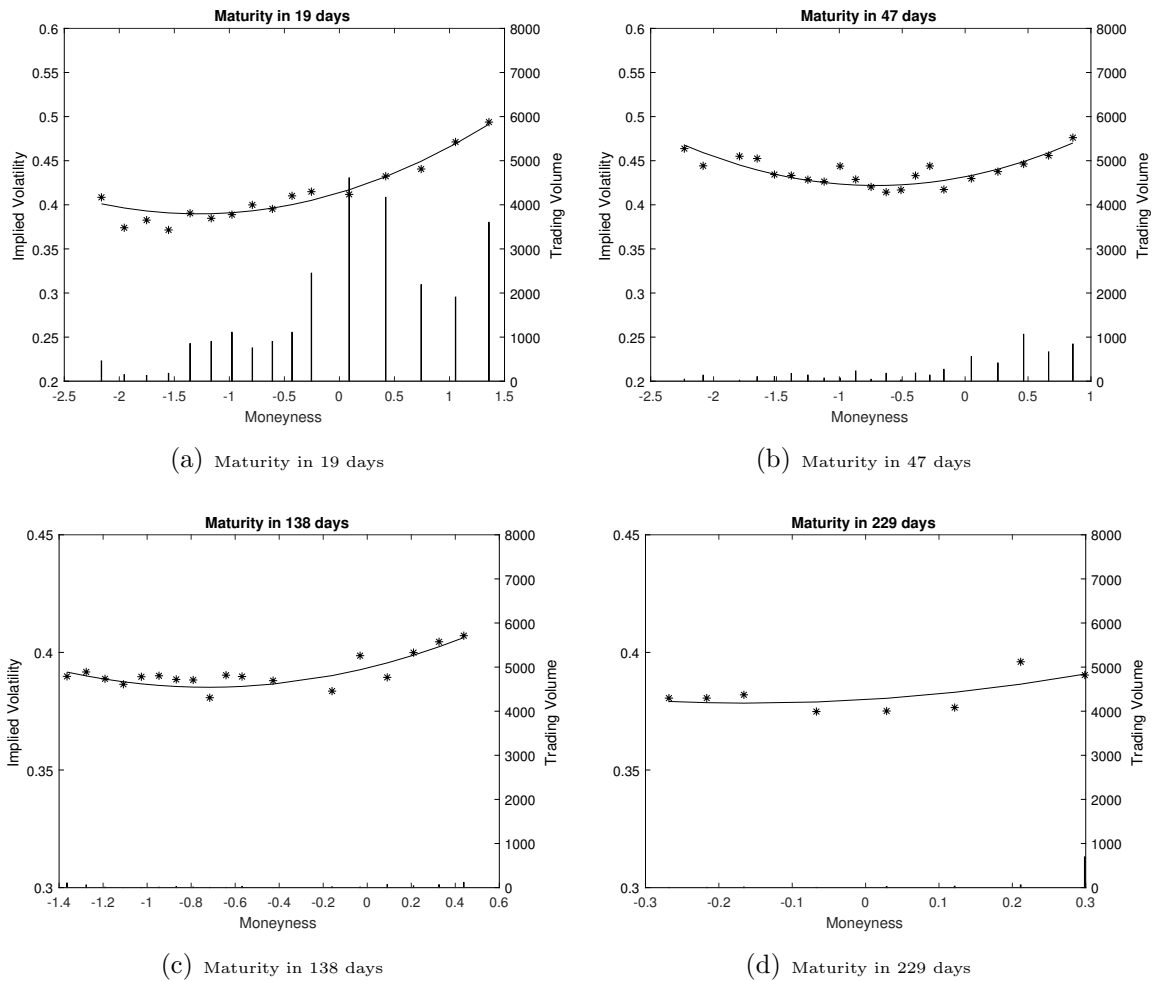 Maturity in 19 days
0.6
0.55
0.5
0.45
0.4
0.35
0.3
0.25
0.2
Implied Volatility
8000
7000
6000
5000
4000
3000
2000
1000
0
Trading Volume
-2.5 -2 -1.5 -1 -0.5 0 0.5 1 1.5
Moneyness
(a) Maturity in 19 days
Maturity in 47 days
0.6
0.55
0.5
0.45
0.4
0.35
0.3
0.25
0.2
Implied Volatility
8000
7000
6000
5000
4000
3000
2000
1000
0
Trading Volume
-2.5 -2 -1.5 -1 -0.5 0 0.5 1
Moneyness
(b) Maturity in 47 days
Maturity in 138 days
0.45
0.4
0.35
0.3
Implied Volatility
8000
7000
6000
5000
4000
3000
2000
1000
0
Trading Volume
-1.4 -1.2 -1 -0.8 -0.6 -0.4 -0.2 0 0.2 0.4 0.6
Moneyness
(c) Maturity in 138 days
Maturity in 229 days
0.45
0.4
0.35
0.3
Implied Volatility
8000
7000
6000
5000
4000
3000
2000
1000
0
Trading Volume
-0.3 -0.2 -0.1 0 0.1 0.2 0.3
Moneyness
(d) Maturity in 229 days